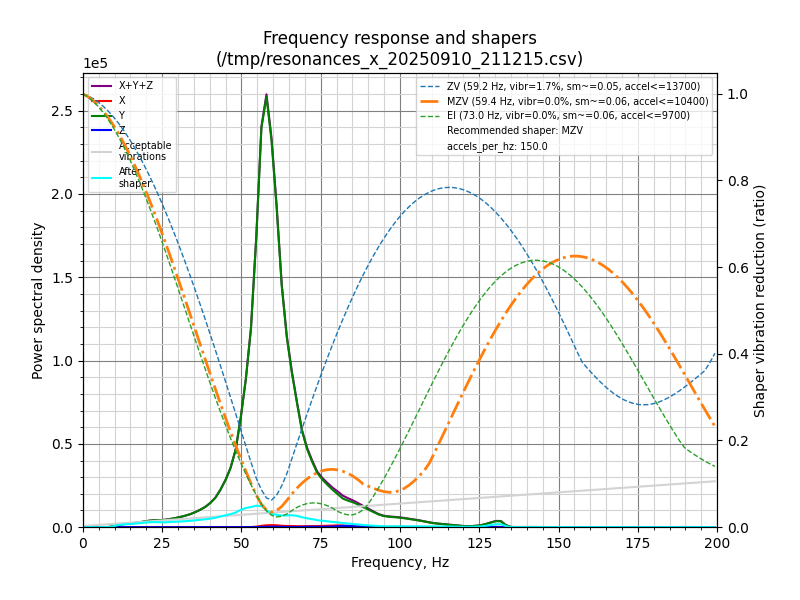 Frequency response and shapers
(/tmp/resonances_x_20250910_211215.csv)
1e5
X+Y+Z
X
Y
Z
Acceptable
vibrations
After
shaper
ZV (59.2 Hz, vibr=1.7%, sm~=0.05, accel<=13700)
MZV (59.4 Hz, vibr=0.0%, sm~=0.06, accel<=10400)
EI (73.0 Hz, vibr=0.0%, sm~=0.06, accel<=9700)
Recommended shaper: MZV
accels_per_hz: 150.0
Power spectral density
2.5
2.0
1.5
1.0
0.5
0.0
1.0
0.8
0.6
0.4
0.2
0.0
Shaper vibration reduction (ratio)
0 25 50 75 100 125 150 175 200
Frequency, Hz